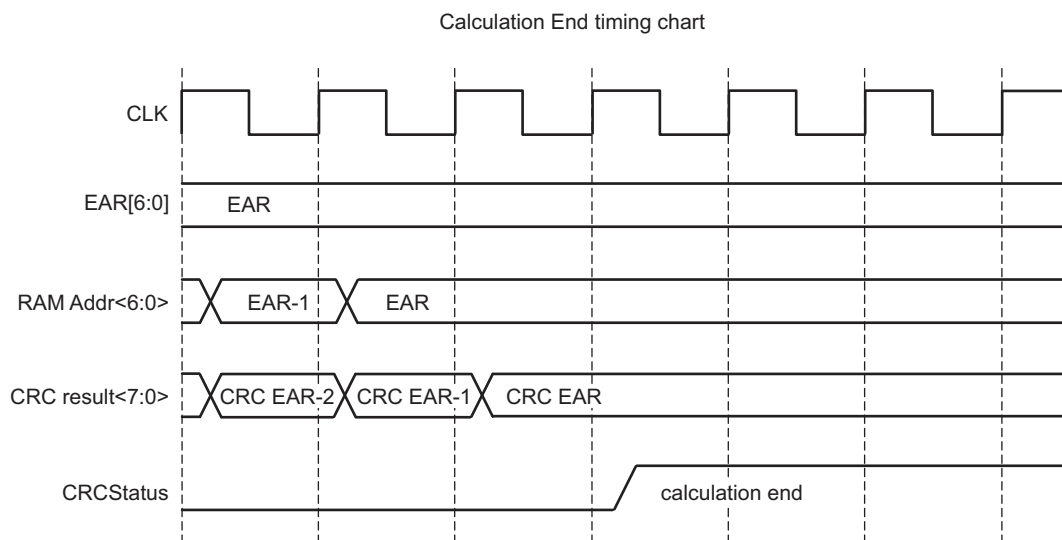 Calculation End timing chart
CLK
EAR[6:0] EAR
RAM Addr<6:0> EAR-1 EAR
CRC result<7:0> CRC EAR-2 CRC EAR-1 CRC EAR
CRCStatus calculation end